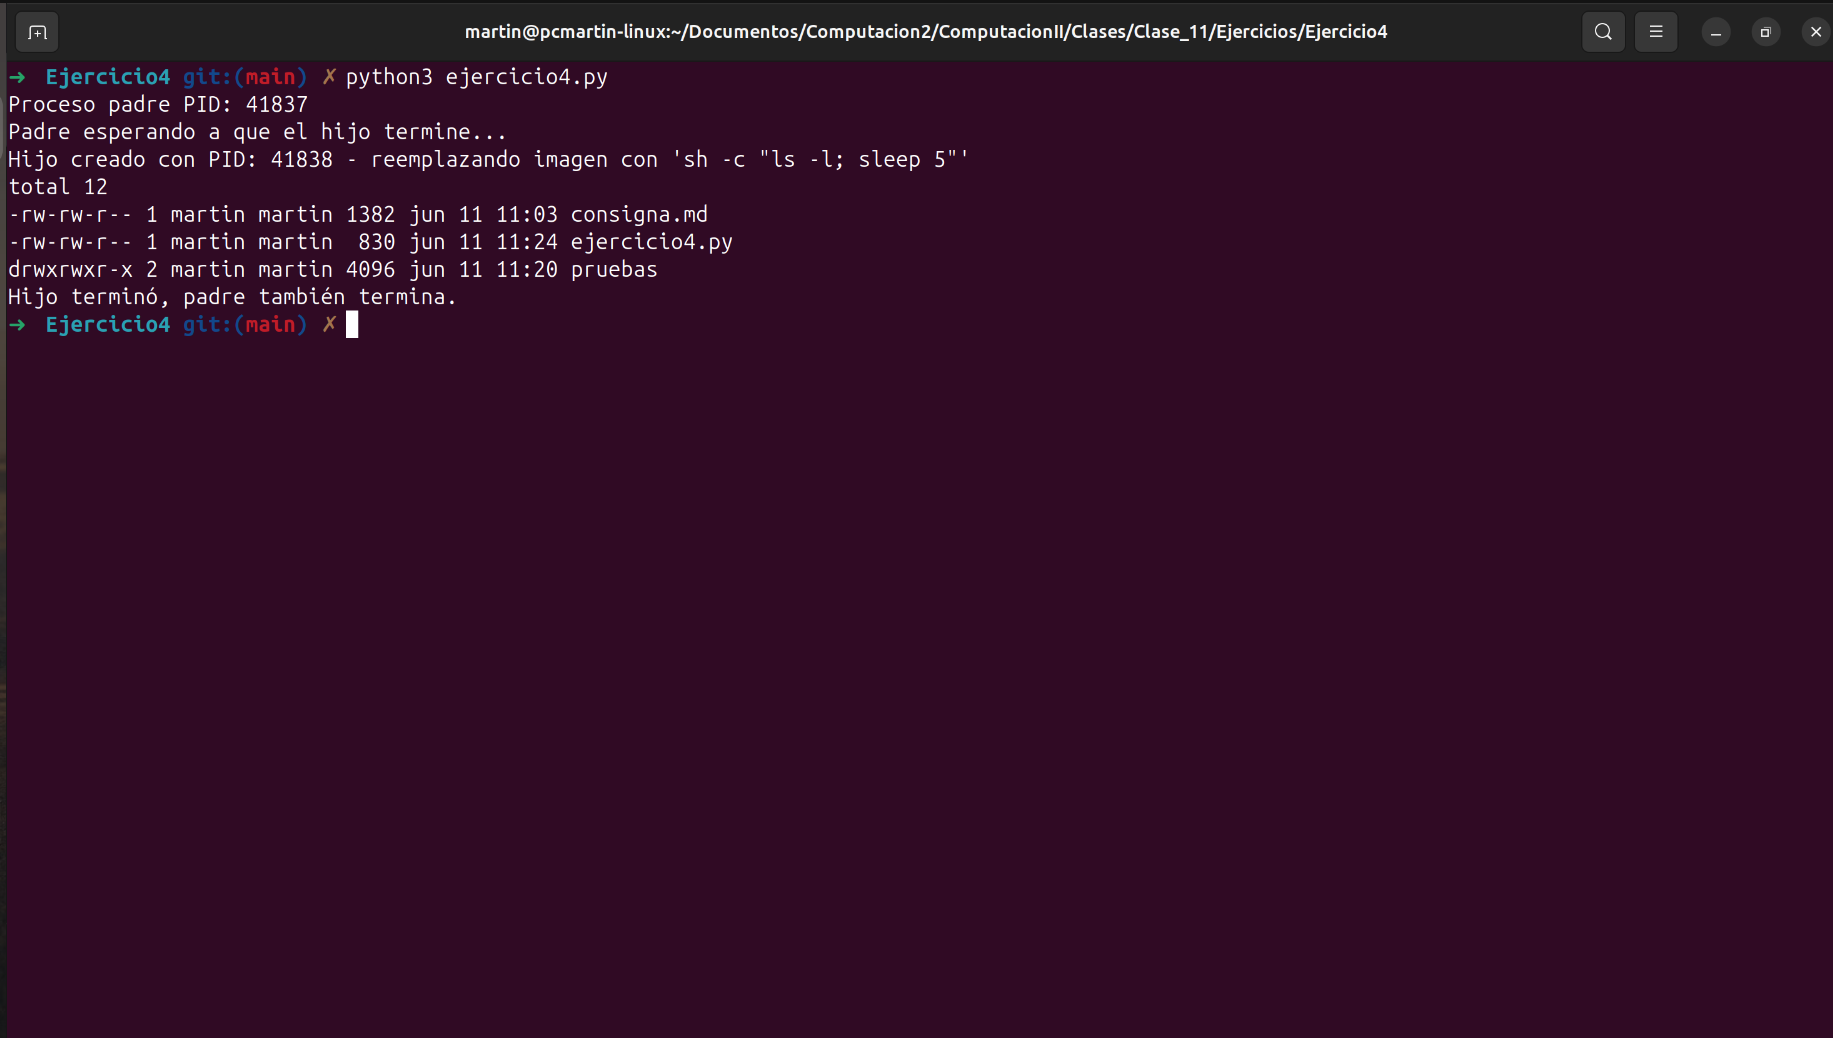 martin@pcmartin-linux:~/Documentos/Computacion2/ComputacionII/Clases/Clase_11/Ejercicios/Ejercicio4
➜  Ejercicio4 git:(main) ✗ python3 ejercicio4.py
Proceso padre PID: 41837
Padre esperando a que el hijo termine...
Hijo creado con PID: 41838 - reemplazando imagen con 'sh -c "ls -l; sleep 5"'
total 12
-rw-rw-r-- 1 martin martin 1382 jun 11 11:03 consigna.md
-rw-rw-r-- 1 martin martin  830 jun 11 11:24 ejercicio4.py
drwxrwxr-x 2 martin martin 4096 jun 11 11:20 pruebas
Hijo terminó, padre también termina.
➜  Ejercicio4 git:(main) ✗